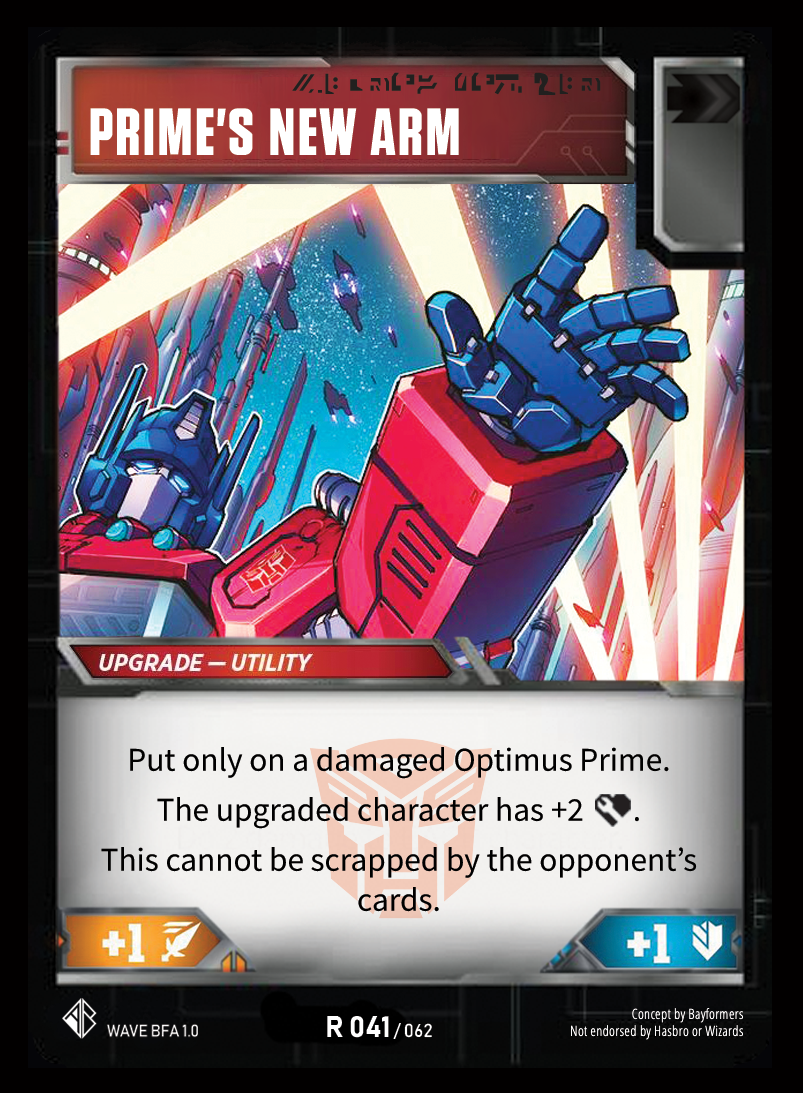 PRIME'S NEW ARM
UPGRADE — UTILITY
Put only on a damaged Optimus Prime.
The upgraded character has +2 .
This cannot be scrapped by the opponent's
cards.
+1
+1
WAVE BFA 1.0
R 041/062
Concept by Bayformers
Not endorsed by Hasbro or Wizards